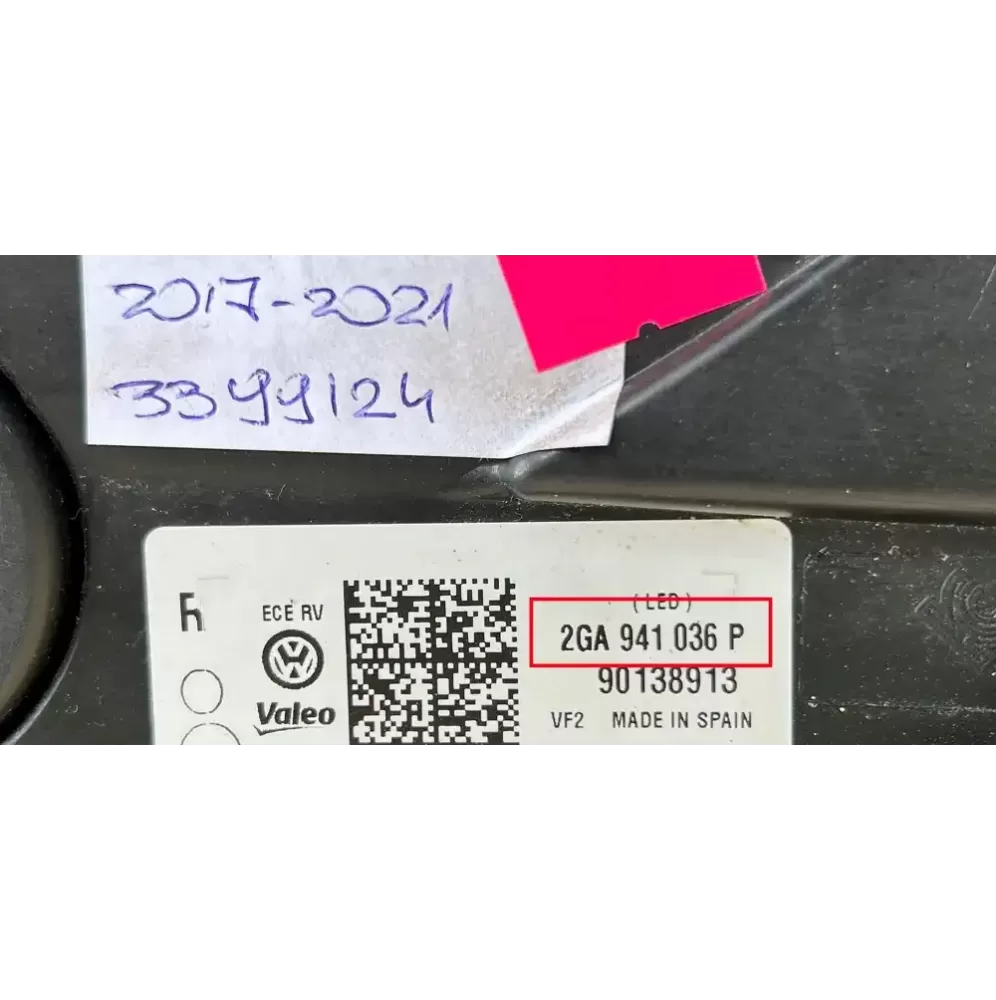 2017-2021
3399124
ECE RV
Valeo
(LED)
2GA 941 036 P
90138913
VF2 MADE IN SPAIN